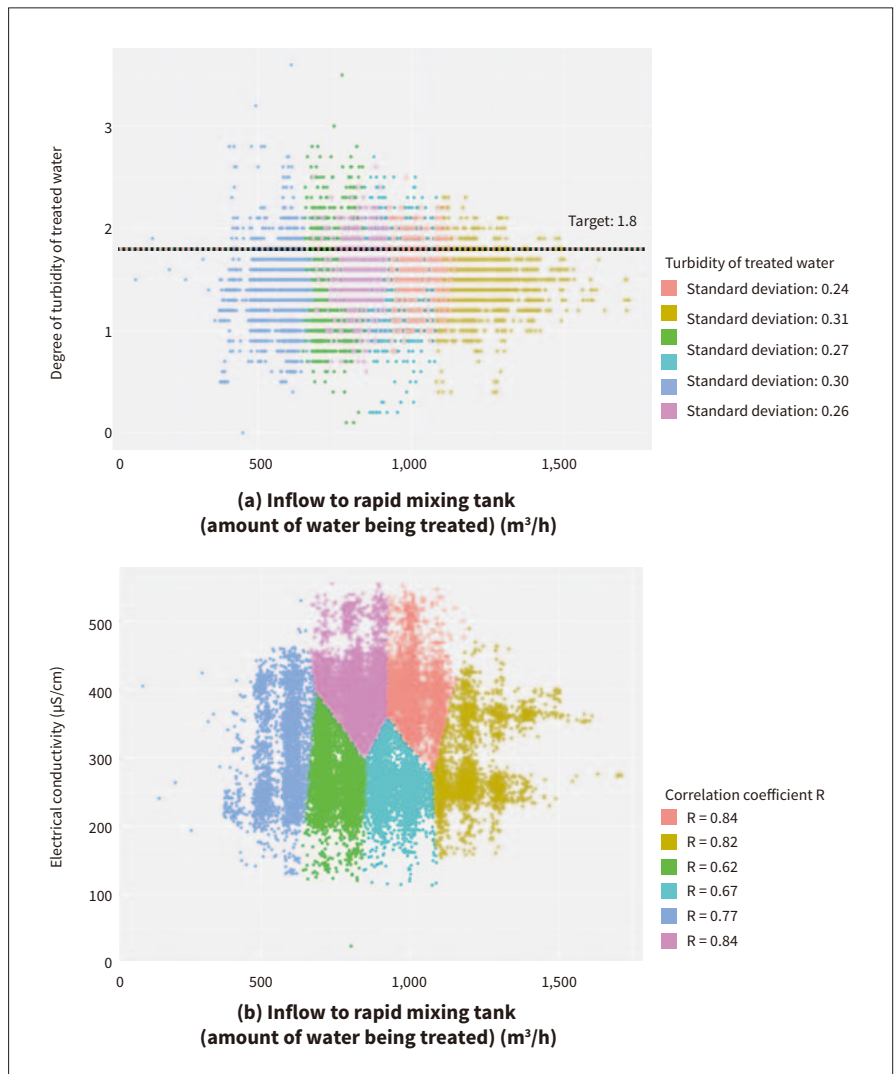 Degree of turbidity of treated water
3
2
1
0
Target: 1.8
0 500 1,000 1,500
(a) Inflow to rapid mixing tank
(amount of water being treated) (m³/h)
Turbidity of treated water
Standard deviation: 0.24
Standard deviation: 0.31
Standard deviation: 0.27
Standard deviation: 0.30
Standard deviation: 0.26
Electrical conductivity (μS/cm)
500
400
300
200
100
0
0 500 1,000 1,500
(b) Inflow to rapid mixing tank
(amount of water being treated) (m³/h)
Correlation coefficient R
R = 0.84
R = 0.82
R = 0.62
R = 0.67
R = 0.77
R = 0.84